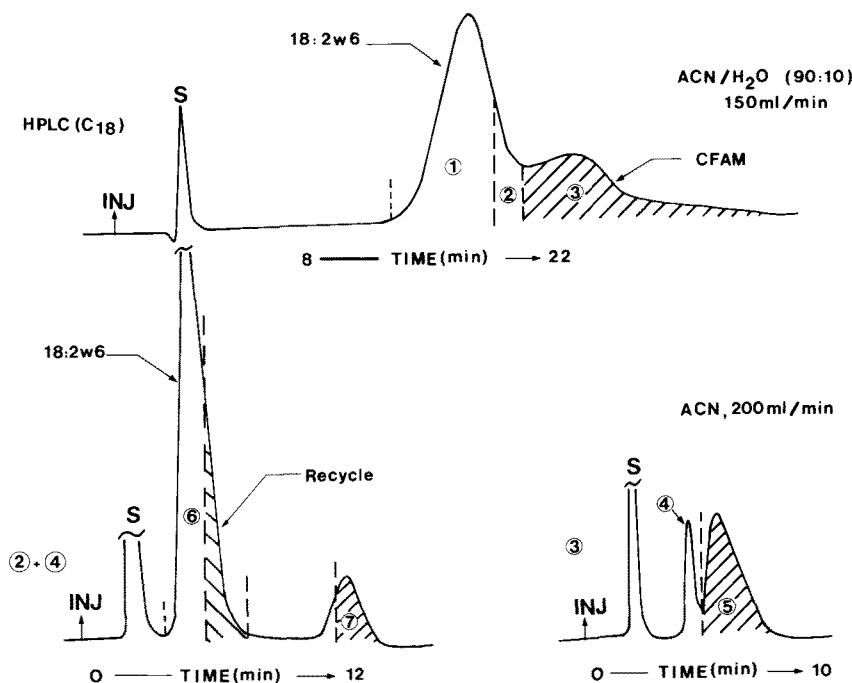 18:2w6
ACN/H2O (90:10)
150ml/min
S
HPLC (C18)
CFAM
①
②
③
INJ
8 TIME(min) 22
18:2w6
ACN, 200ml/min
S
Recycle
S
④
⑥
②+④
③
INJ
⑦
INJ
⑤
0 TIME(min) 12
0 TIME(min) 10